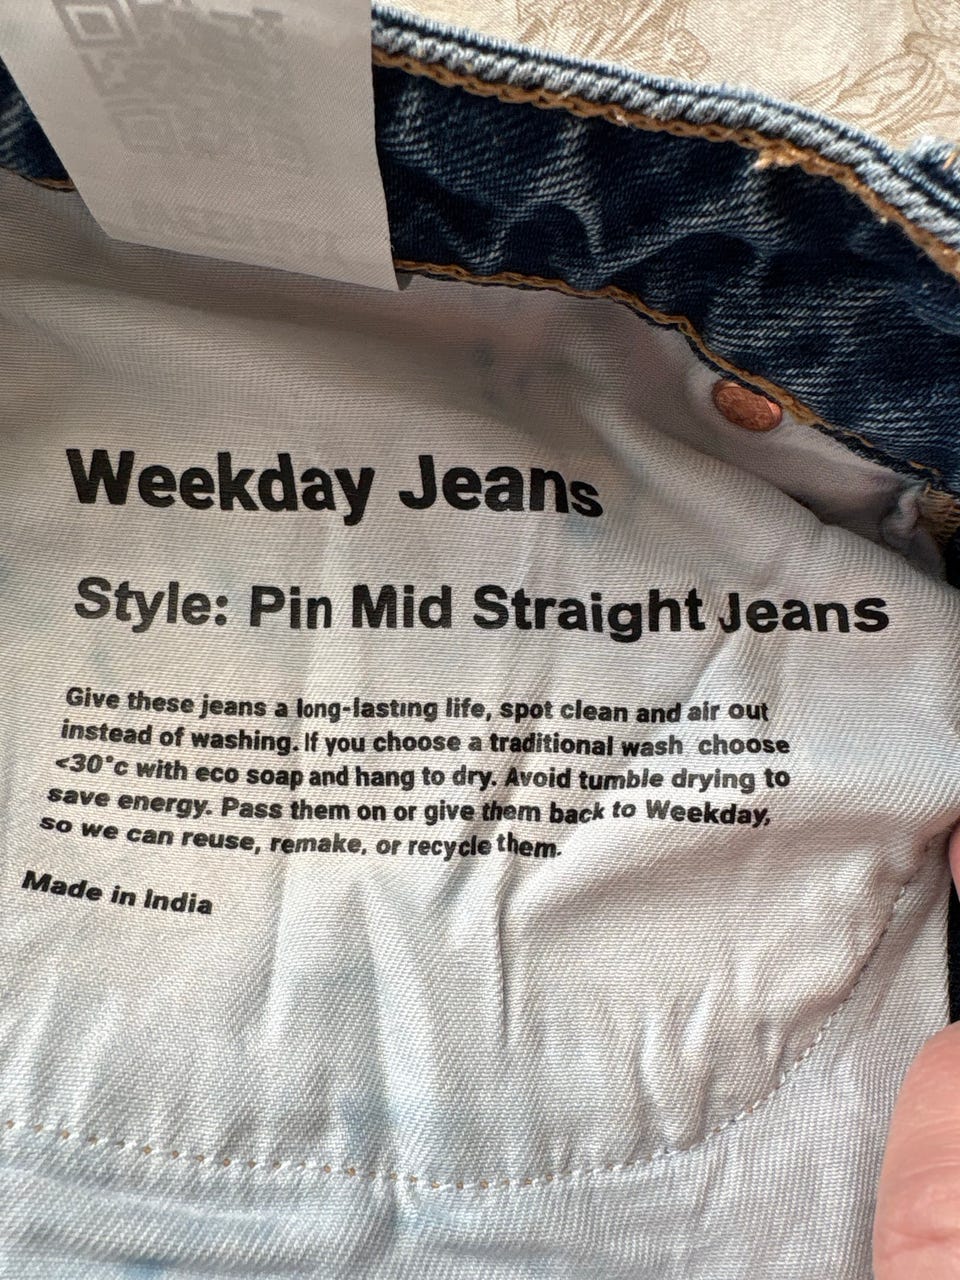 Weekday Jeans
Style: Pin Mid Straight Jeans
Give these jeans a long-lasting life, spot clean and air out
instead of washing. If you choose a traditional wash choose
<30°c with eco soap and hang to dry. Avoid tumble drying to
save energy. Pass them on or give them back to Weekday,
so we can reuse, remake, or recycle them.
Made in India